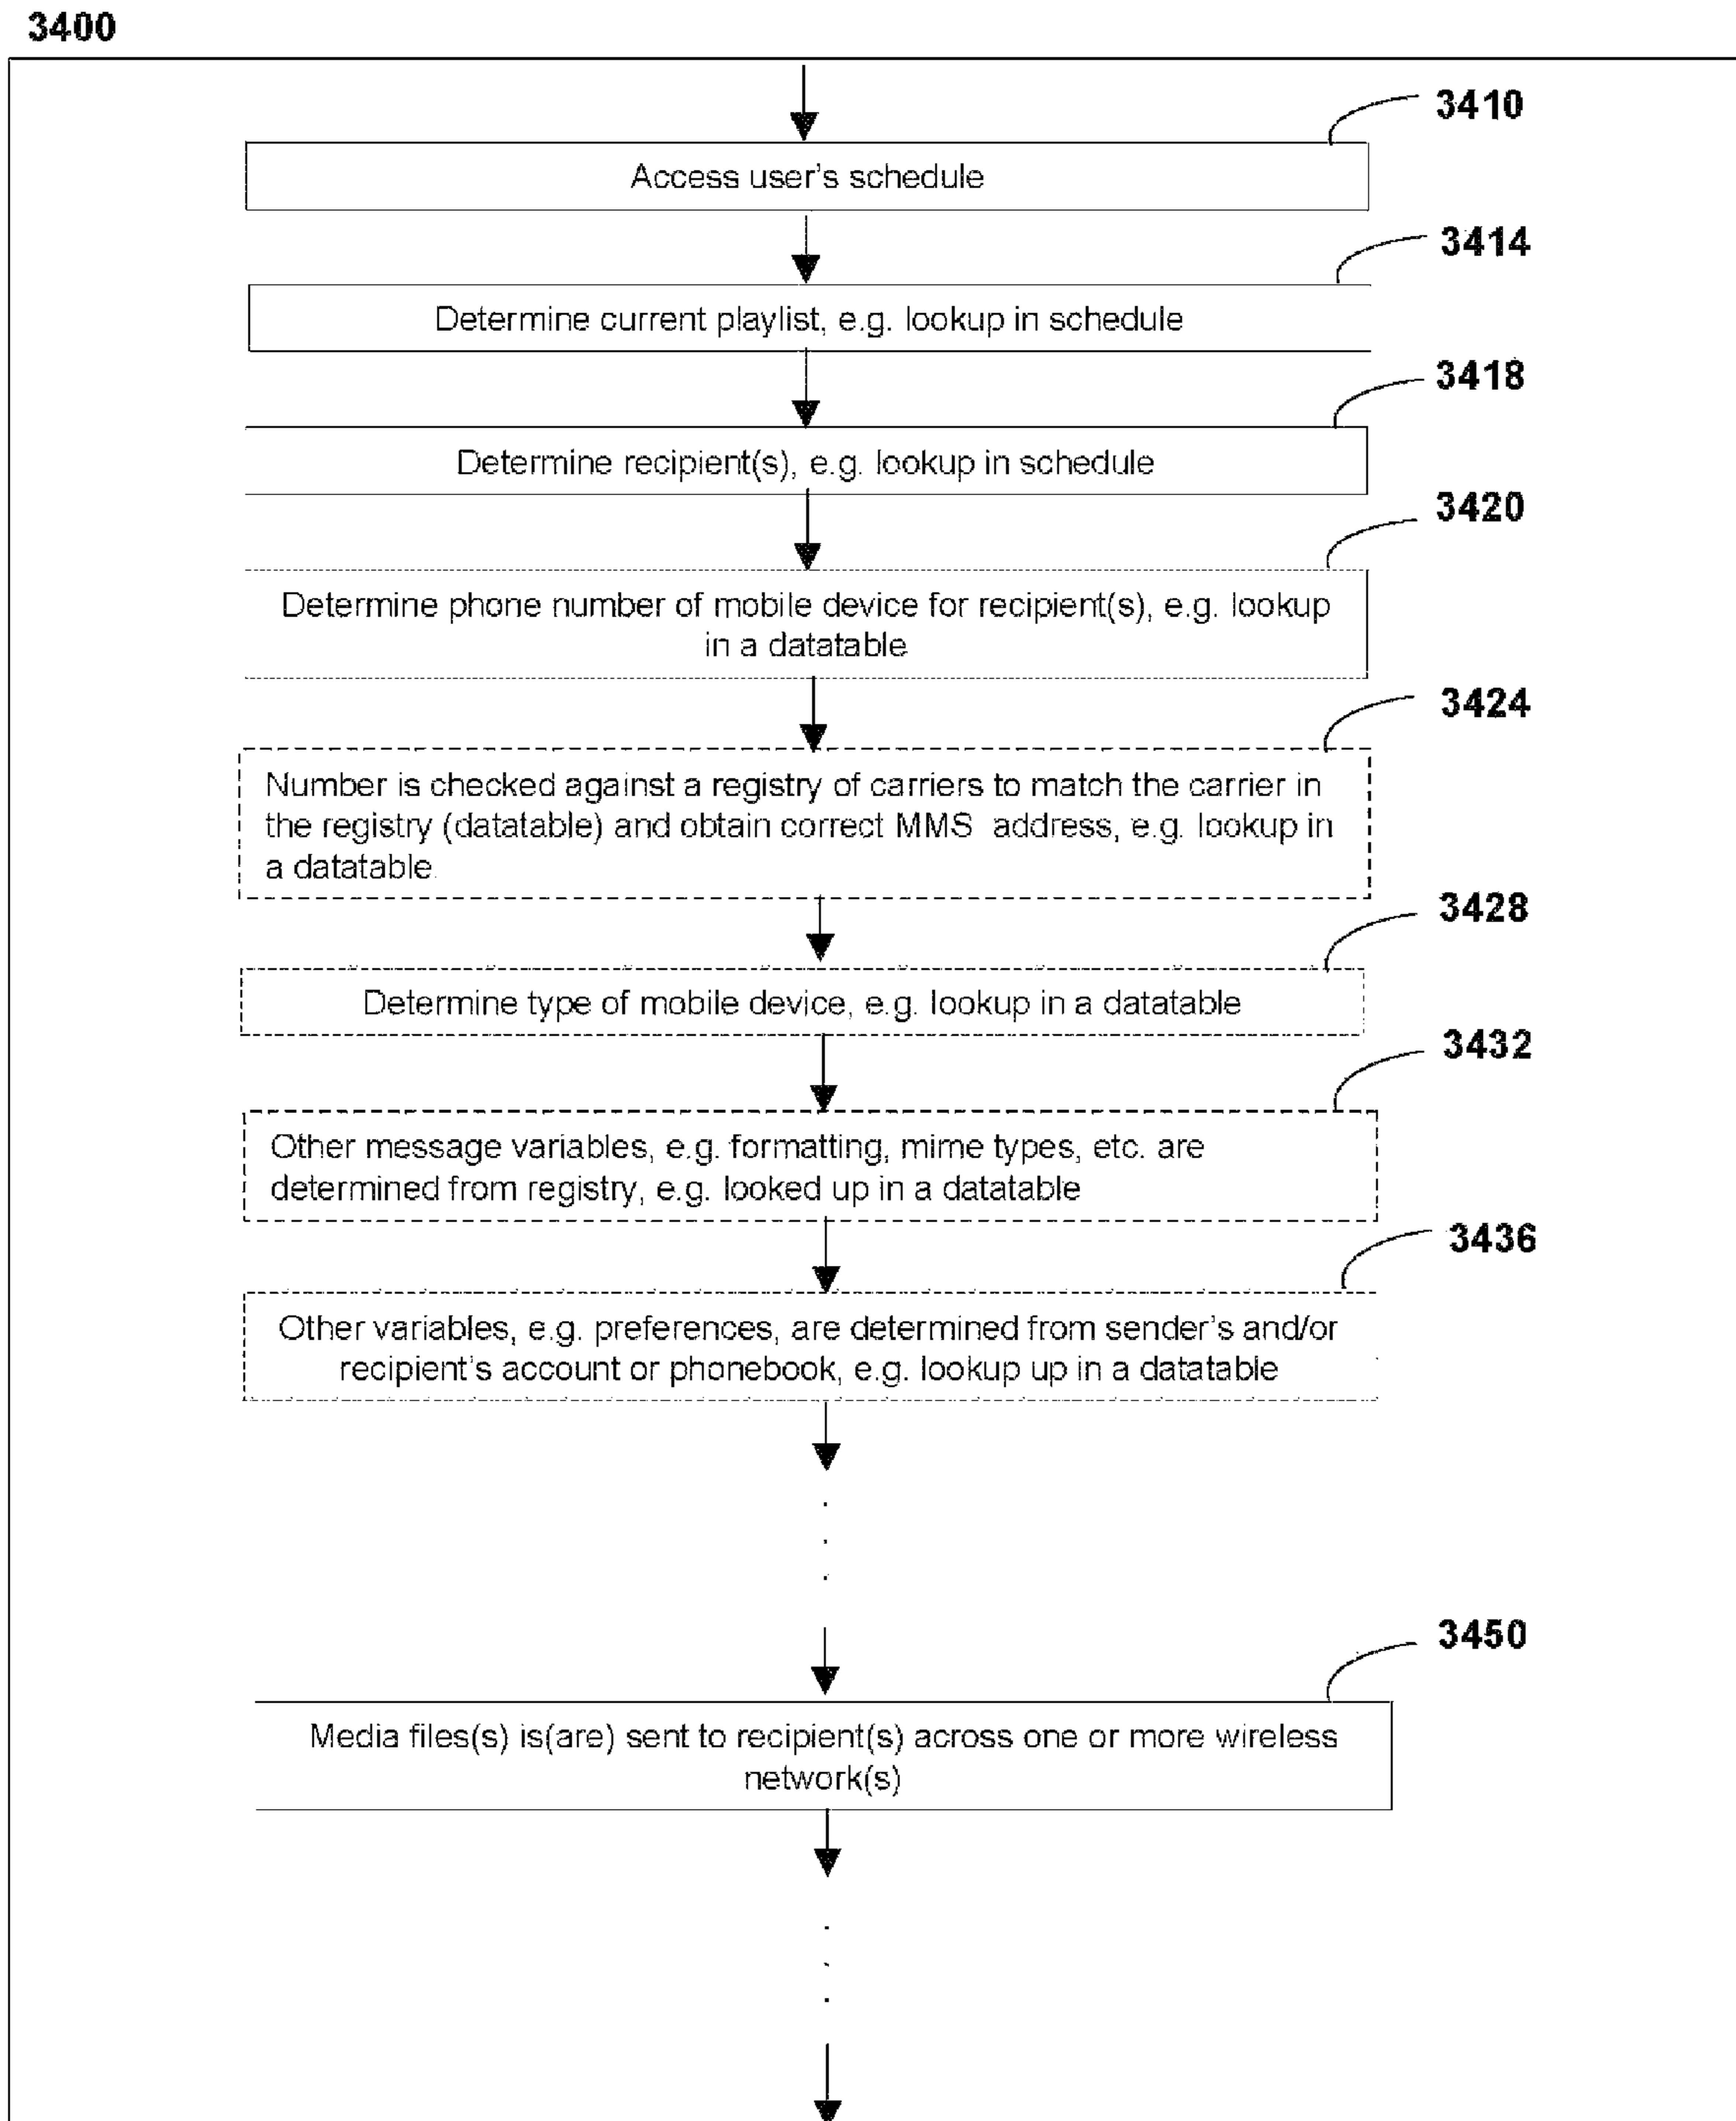 3400
3410
Access user's schedule
3414
Determine current playlist, e.g. lookup in schedule
3418
Determine recipient(s), e.g. lookup in schedule
3420
Determine phone number of mobile device for recipient(s), e.g. lookup
in a datatable
3424
Number is checked against a registry of carriers to match the carrier in
the registry (datatable) and obtain correct MMS address, e.g. lookup in
a datatable.
3428
Determine type of mobile device, e.g. lookup in a datatable
3432
Other message variables, e.g. formatting, mime types, etc. are
determined from registry, e.g. looked up in a datatable
3436
Other variables, e.g. preferences, are determined from sender's and/or
recipient's account or phonebook, e.g. lookup up in a datatable
3450
Media files(s) is(are) sent to recipient(s) across one or more wireless
network(s)